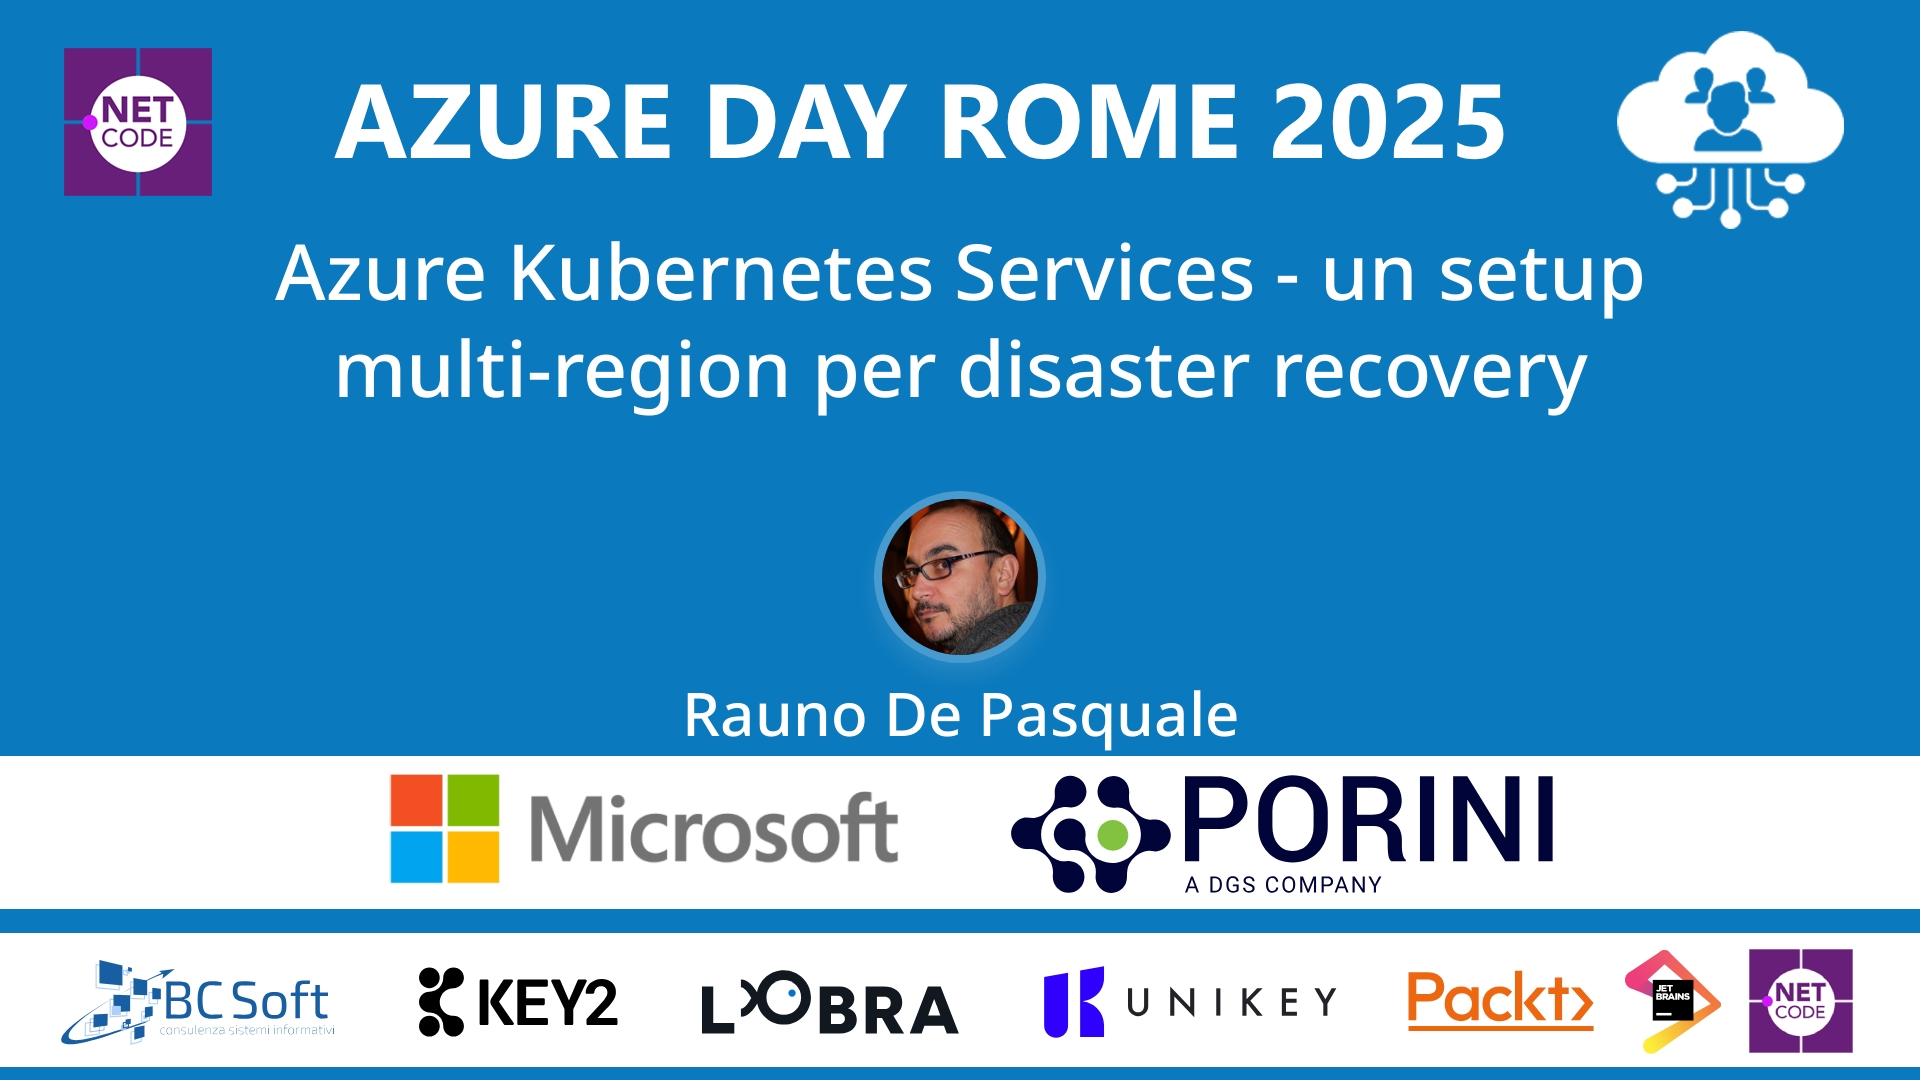 NET
CODE
AZURE DAY ROME 2025
Azure Kubernetes Services - un setup
multi-region per disaster recovery
Rauno De Pasquale
Microsoft
PORINI
A DGS COMPANY
BC Soft
consulenza sistemi informativi
KEY2
LOBRA
UNIKEY
Packt
JET
BRAINS
NET
CODE